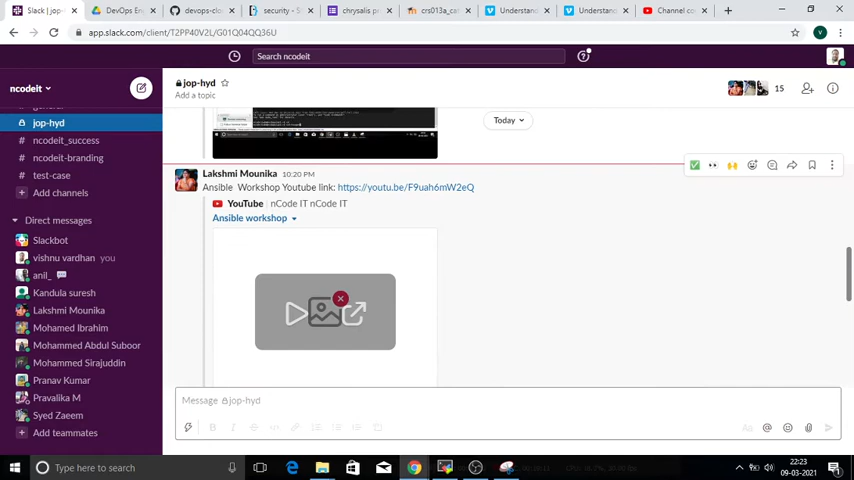 Slack | jop-
DevOps En
devops-clou
security - S
chrysalis p
crs013a_ca
Understand
Understand
Channel co
app.slack.com/client/T2PP40V2L/G01Q04QQ36U
V
Search ncodeit
ncodeit
general
jop-hyd
# ncodeit_success
# ncodeit-branding
# test-case
Add channels
Direct messages
Slackbot
vishnu vardhan you
anil_
Kandula suresh
Lakshmi Mounika
Mohamed Ibrahim
Mohammed Abdul Suboor
Mohammed Sirajuddin
Pranav Kumar
Pravalika M
Syed Zaeem
Add teammates
jop-hyd
Add a topic
15
Today
Lakshmi Mounika 10:20 PM
Ansible Workshop Youtube link: https://youtu.be/F9uah6mW2eQ
YouTube | nCode IT nCode IT
Ansible workshop
Message jop-hyd
Type here to search
22:23
09-03-2021